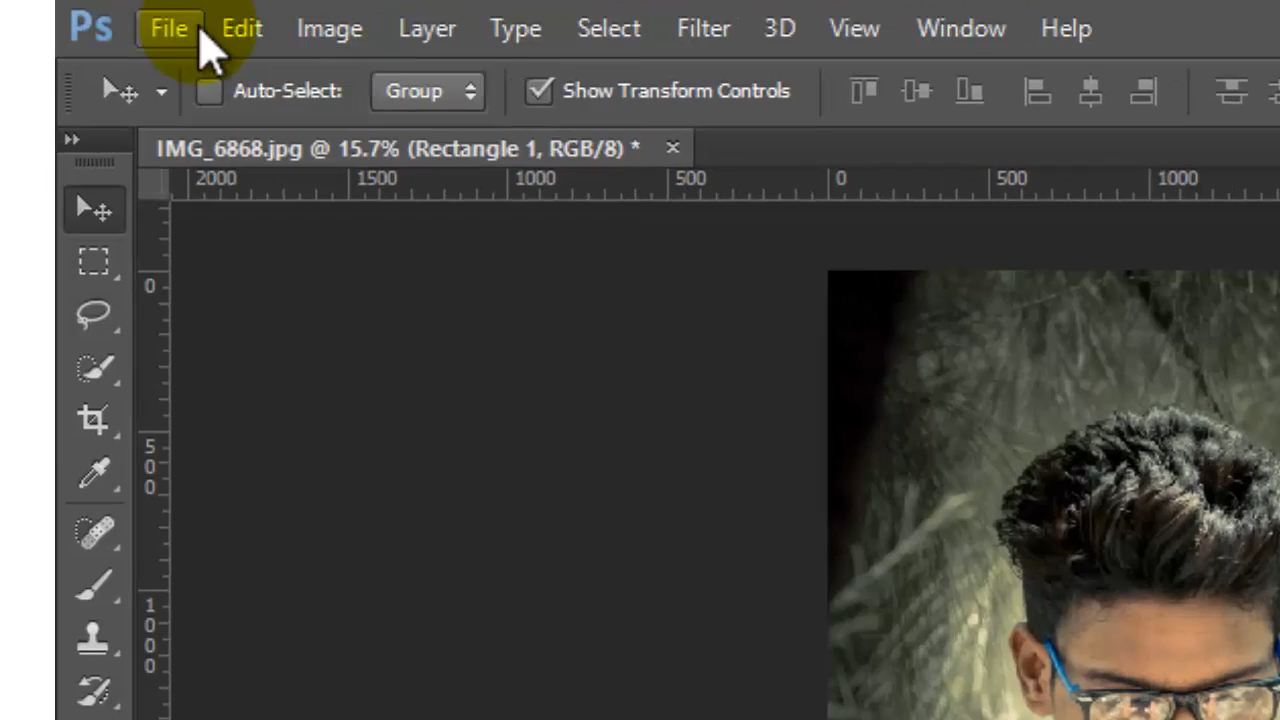 Ps File Edit Image Layer Type Select Filter 3D View Window Help
Auto-Select: Group Show Transform Controls
IMG_6868.jpg @ 15.7% (Rectangle 1, RGB/8) * ×
2000 1500 1000 500 0 500 1000
0
500
1000